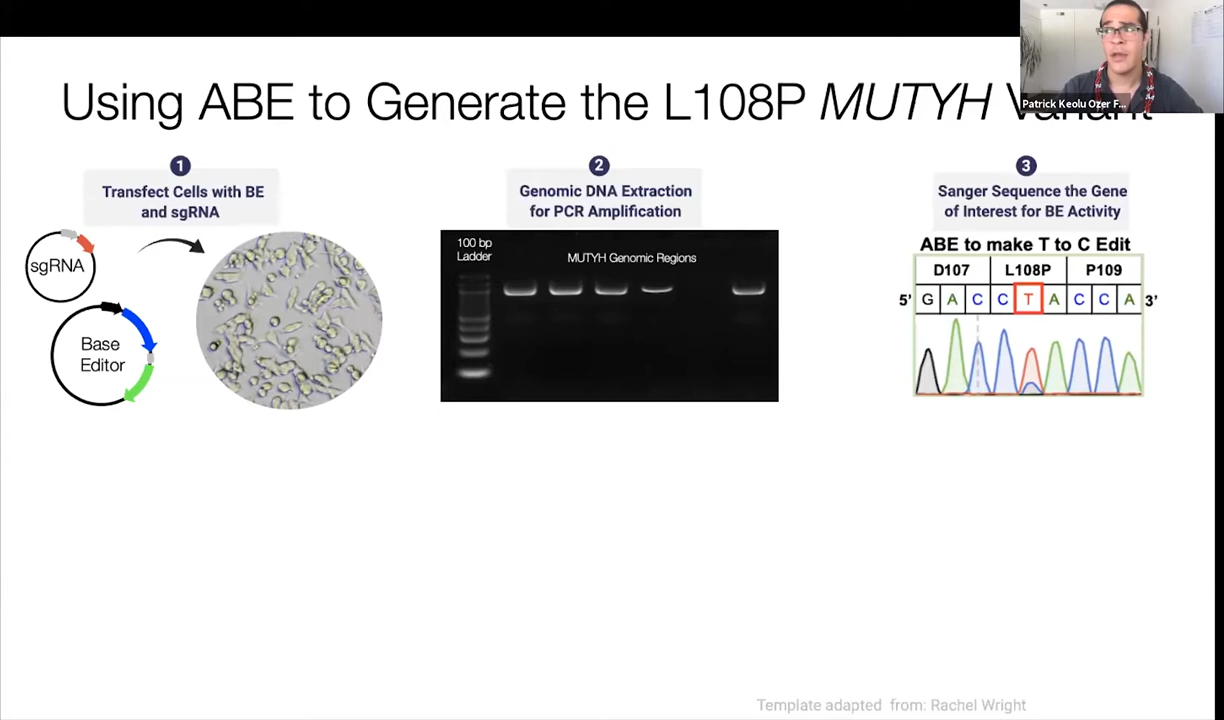 Using ABE to Generate the L108P MUTYH Variant
Patrick Keolu Ozer F...
1
Transfect Cells with BE
and sgRNA
sgRNA
Base
Editor
2
Genomic DNA Extraction
for PCR Amplification
100 bp
Ladder
MUTYH Genomic Regions
3
Sanger Sequence the Gene
of Interest for BE Activity
ABE to make T to C Edit
D107 L108P P109
5' G A C C T A C C A 3'
Template adapted from: Rachel Wright